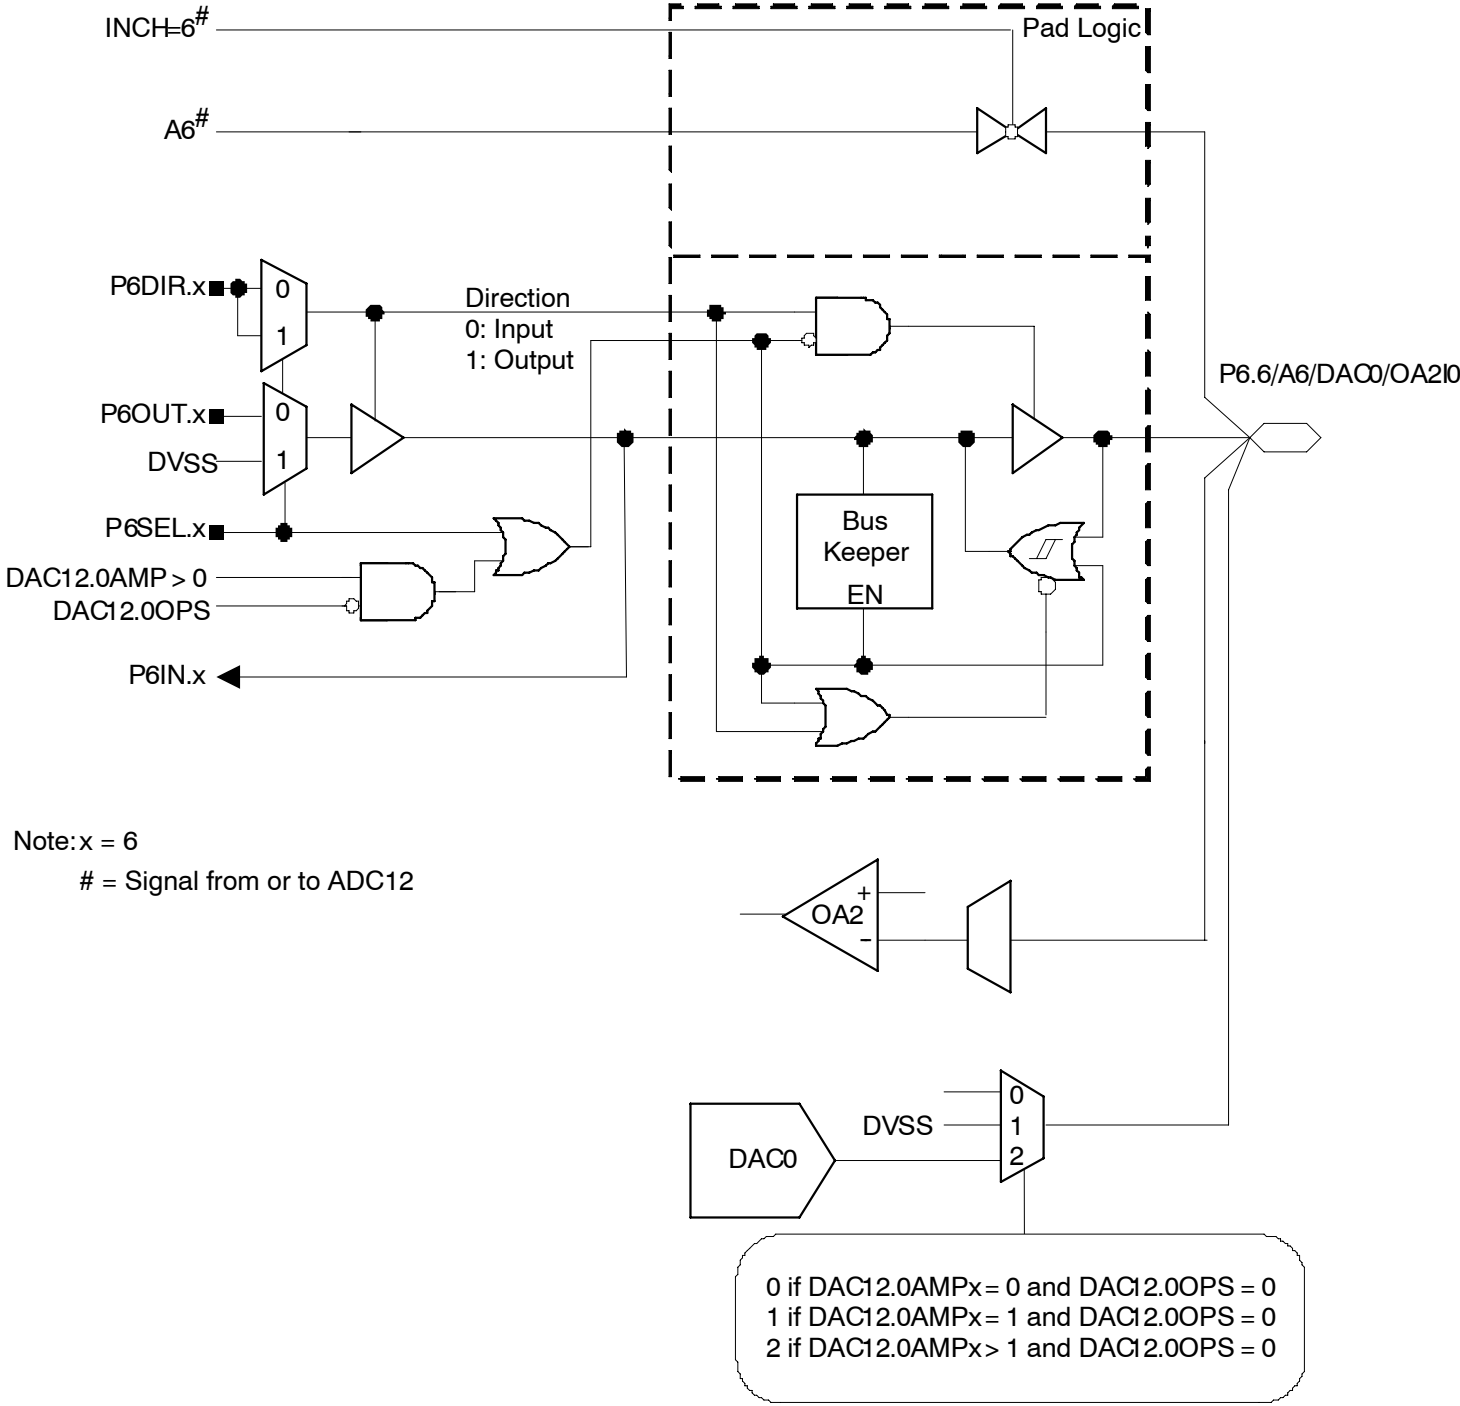 INCH=6#
Pad Logic
A6#
P6DIR.x
0
1
Direction
0: Input
1: Output
P6.6/A6/DAC0/OA2I0
P6OUT.x
0
DVSS
1
P6SEL.x
Bus
Keeper
EN
DAC12.0AMP > 0
DAC12.0OPS
P6IN.x
Note: x = 6
# = Signal from or to ADC12
+
OA2
−
0
DVSS
1
DAC0
2
0 if DAC12.0AMPx = 0 and DAC12.0OPS = 0
1 if DAC12.0AMPx = 1 and DAC12.0OPS = 0
2 if DAC12.0AMPx > 1 and DAC12.0OPS = 0